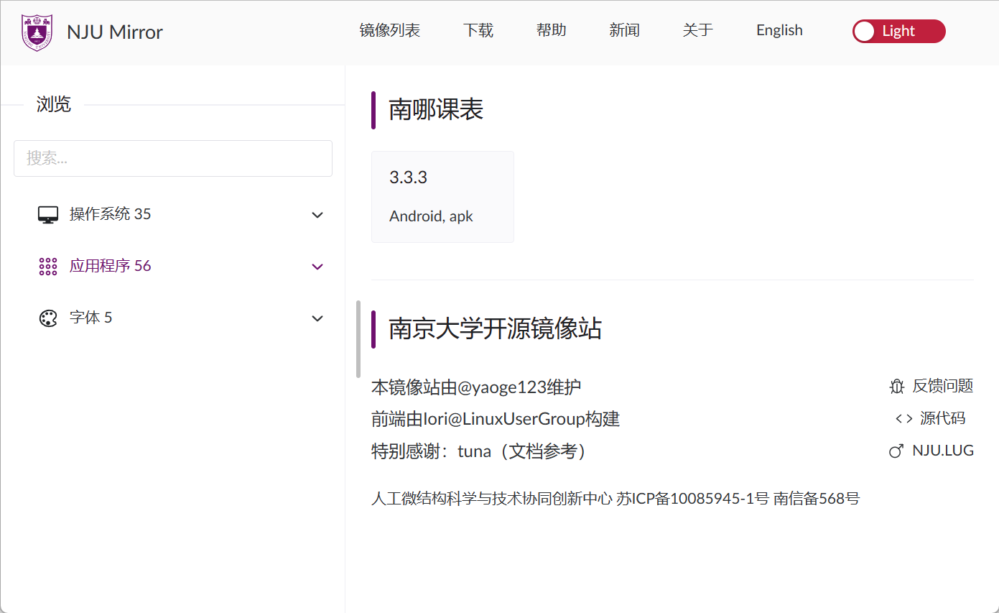 NJU Mirror
镜像列表
下载
帮助
新闻
关于
English
Light
浏览
搜索...
操作系统 35
应用程序 56
字体 5
南哪课表
3.3.3
Android, apk
南京大学开源镜像站
本镜像站由@yaoge123维护
前端由Iori@LinuxUserGroup构建
特别感谢：tuna（文档参考）
反馈问题
源代码
NJU.LUG
人工微结构科学与技术协同创新中心 苏ICP备10085945-1号 南信备568号